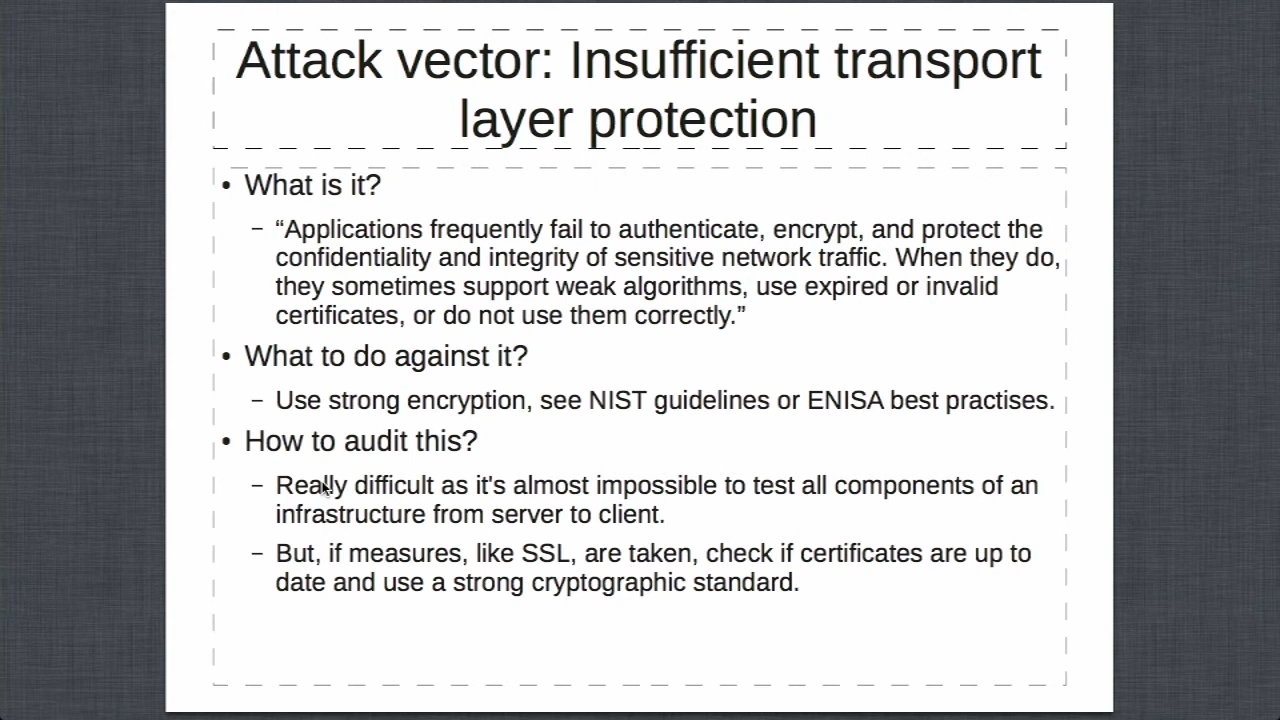 Attack vector: Insufficient transport
layer protection
• What is it?
– “Applications frequently fail to authenticate, encrypt, and protect the
confidentiality and integrity of sensitive network traffic. When they do,
they sometimes support weak algorithms, use expired or invalid
certificates, or do not use them correctly.”
• What to do against it?
– Use strong encryption, see NIST guidelines or ENISA best practises.
• How to audit this?
– Really difficult as it's almost impossible to test all components of an
infrastructure from server to client.
– But, if measures, like SSL, are taken, check if certificates are up to
date and use a strong cryptographic standard.